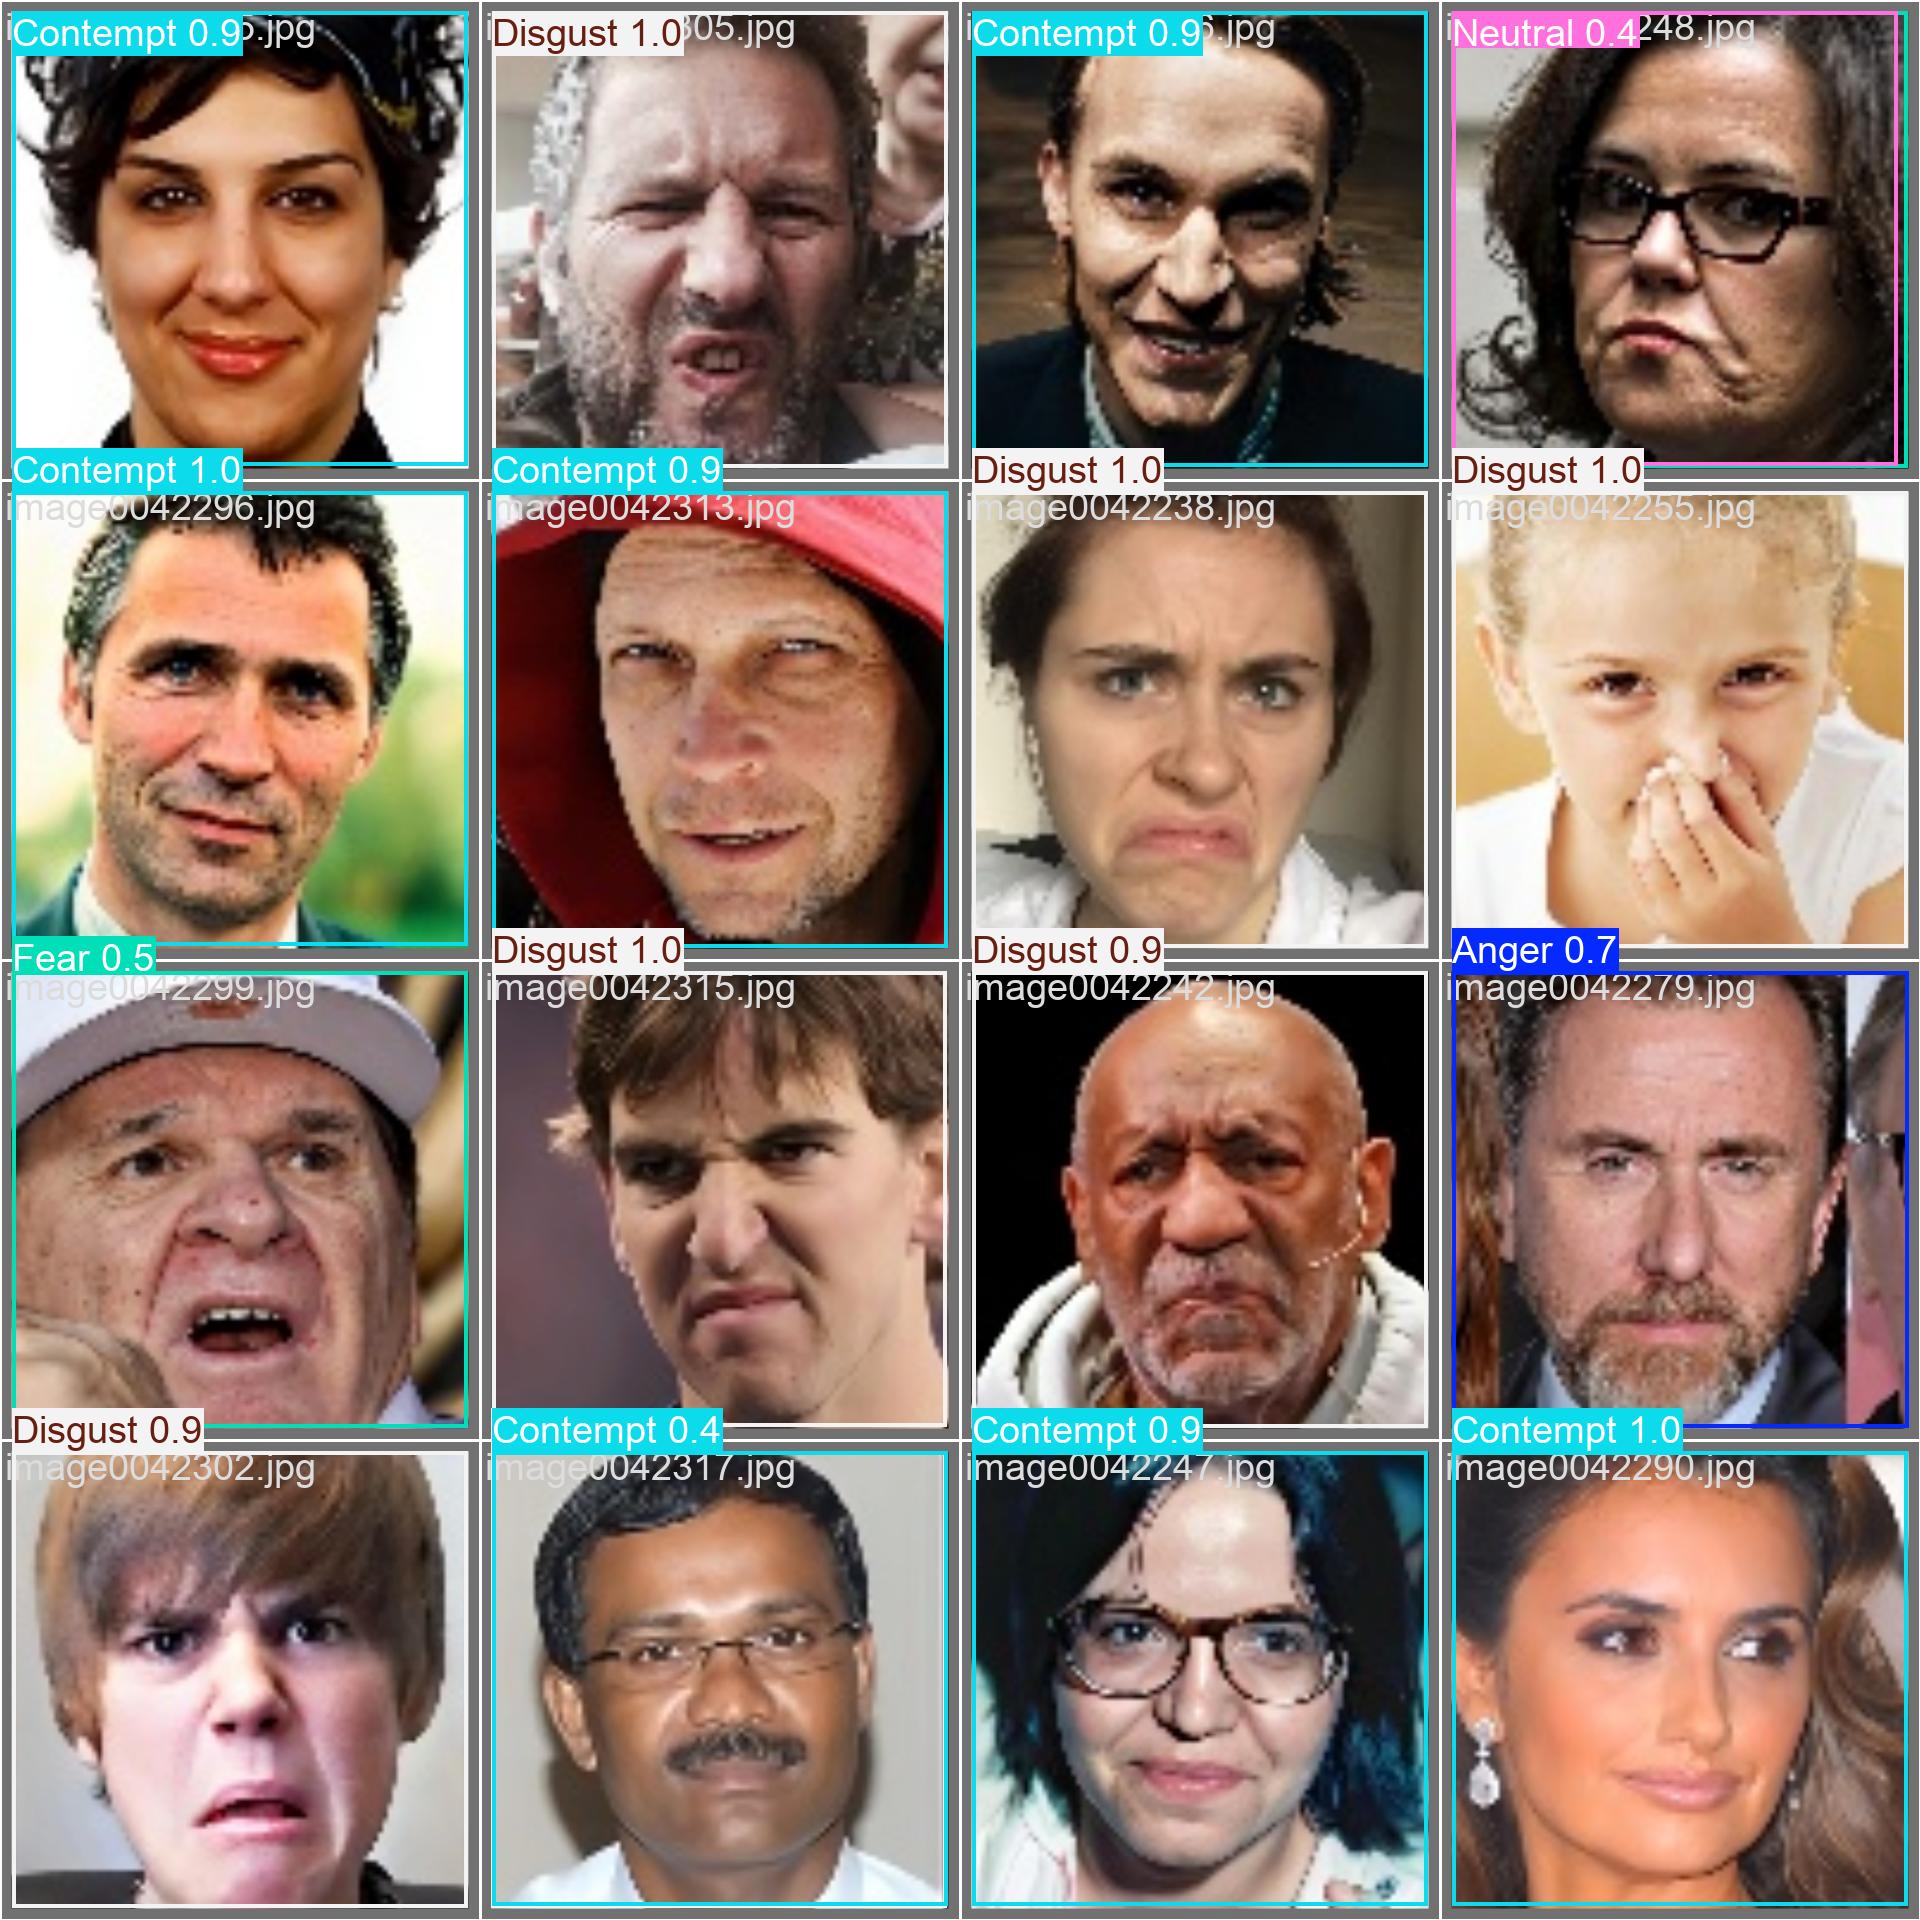 Contempt 0.9 5.jpg
Disgust 1.0 305.jpg
Contempt 0.9 6.jpg
Neutral 0.4 248.jpg
Contempt 1.0
image0042296.jpg
Contempt 0.9
image0042313.jpg
Disgust 1.0
image0042238.jpg
Disgust 1.0
image0042255.jpg
Fear 0.5
image0042299.jpg
Disgust 1.0
image0042315.jpg
Disgust 0.9
image0042242.jpg
Anger 0.7
image0042279.jpg
Disgust 0.9
image0042302.jpg
Contempt 0.4
image0042317.jpg
Contempt 0.9
image0042247.jpg
Contempt 1.0
image0042290.jpg